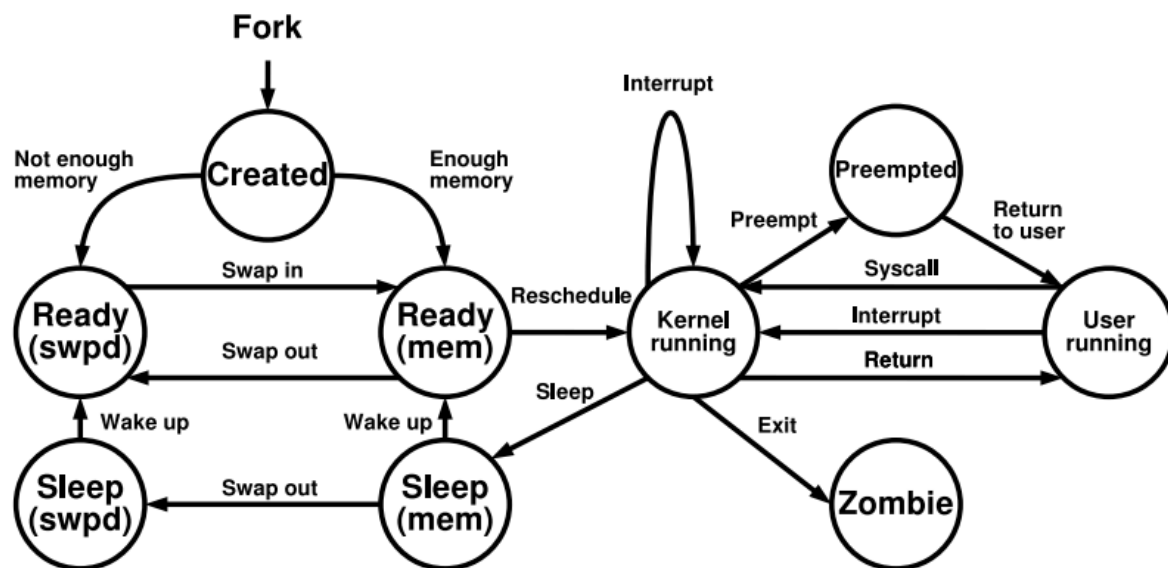 Fork
Interrupt
Not enough
memory
Created
Enough
memory
Preempted
Preempt
Return
to user
Swap in
Syscall
Ready
(swpd)
Ready
(mem)
Reschedule
Kernel
running
Interrupt
User
running
Swap out
Return
Sleep
Wake up
Wake up
Exit
Sleep
(swpd)
Swap out
Sleep
(mem)
Zombie